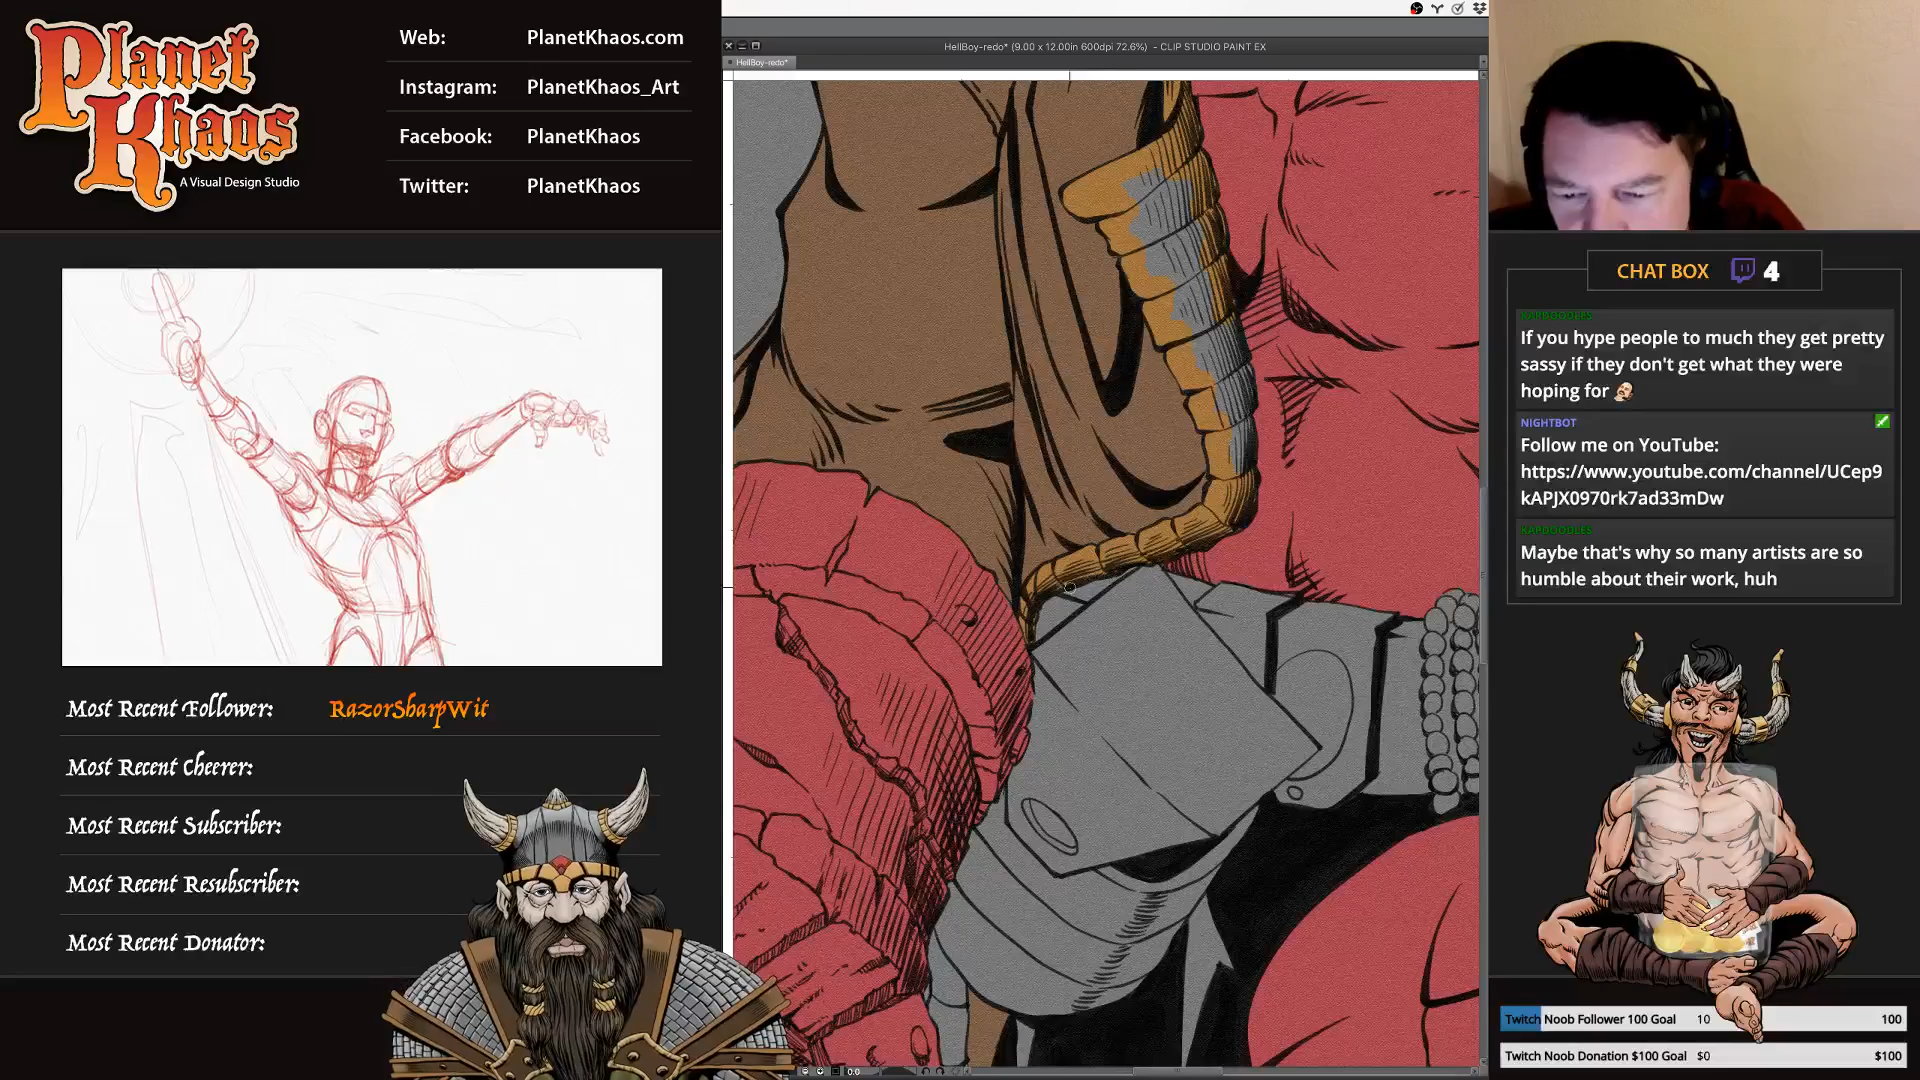 Planet
Khaos
A Visual Design Studio
Web: PlanetKhaos.com
Instagram: PlanetKhaos_Art
Facebook: PlanetKhaos
Twitter: PlanetKhaos
HellBoy-redo* (9.00 x 12.00in 600dpi 72.6%) - CLIP STUDIO PAINT EX
HellBoy-redo*
CHAT BOX 4
KARDOODLES
If you hype people to much they get pretty
sassy if they don't get what they were
hoping for
NIGHTBOT
Follow me on YouTube:
https://www.youtube.com/channel/UCep9
kAPJX0970rk7ad33mDw
Maybe that's why so many artists are so
humble about their work, huh
Most Recent Follower: RazorSharpWit
Most Recent Cheerer:
Most Recent Subscriber:
Most Recent Resubscriber:
Most Recent Donator:
Twitch Noob Follower 100 Goal 10 100
Twitch Noob Donation $100 Goal $0 $100
0:0